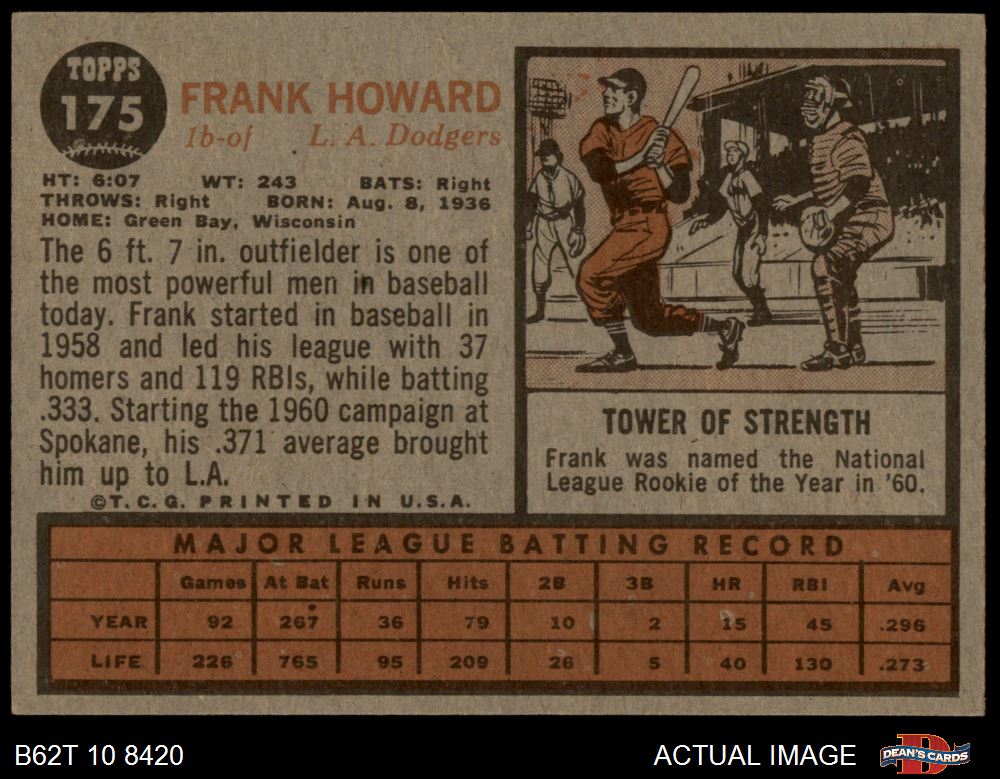 TOPPS
175
FRANK HOWARD
1b-of L. A. Dodgers
HT: 6:07 WT: 243 BATS: Right
THROWS: Right BORN: Aug. 8, 1936
HOME: Green Bay, Wisconsin
The 6 ft. 7 in. outfielder is one of
the most powerful men in baseball
today. Frank started in baseball in
1958 and led his league with 37
homers and 119 RBIs, while batting
.333. Starting the 1960 campaign at
Spokane, his .371 average brought
him up to L.A.
©T.C.G. PRINTED IN U.S.A.
TOWER OF STRENGTH
Frank was named the National
League Rookie of the Year in '60.
MAJOR LEAGUE BATTING RECORD
Games At Bat Runs Hits 2B 3B HR RBI Avg
YEAR 92 267 36 79 10 2 15 45 .296
LIFE 226 765 95 209 26 5 40 130 .273
B62T 10 8420 ACTUAL IMAGE DEAN'S CARDS